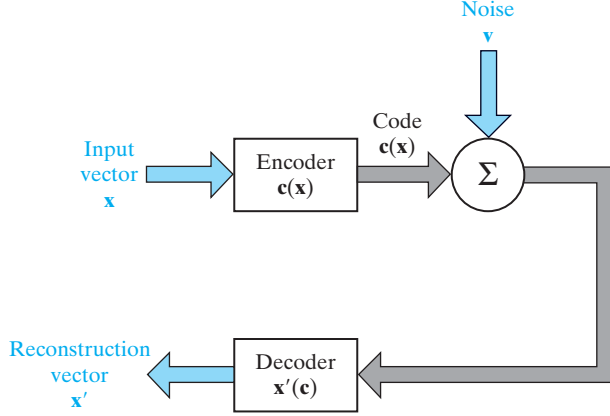 Noise
v
Code
c(x)
Input
vector
x
Encoder
c(x)
Σ
Reconstruction
vector
x′
Decoder
x′(c)